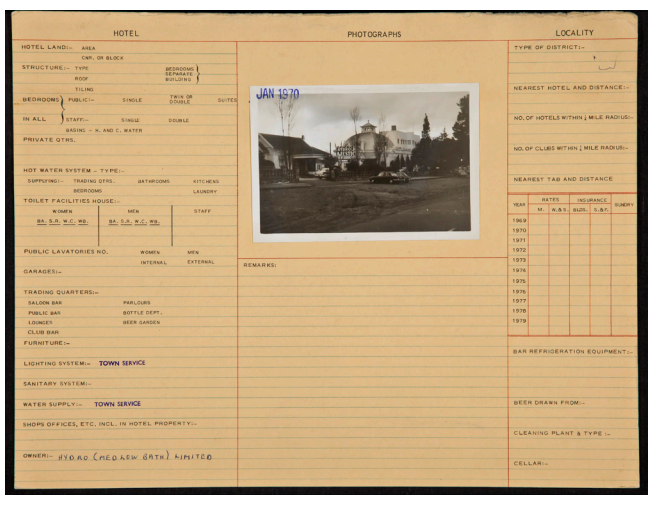 HOTEL
HOTEL LAND:- AREA
CNR. OR BLOCK
STRUCTURE:- TYPE
ROOF
TILING
BEDROOMS SEPARATE BUILDING
BEDROOMS PUBLIC:- SINGLE TWIN OR DOUBLE SUITES
IN ALL STAFF:- SINGLE DOUBLE
BASINS - H. AND C. WATER
PRIVATE QTRS.
HOT WATER SYSTEM - TYPE:-
SUPPLYING:- TRADING QTRS. BATHROOMS KITCHENS
BEDROOMS LAUNDRY
TOILET FACILITIES HOUSE:-
WOMEN MEN STAFF
BA. S.R. W.C. WB. BA. S.R. W.C. WB.
PUBLIC LAVATORIES NO. WOMEN MEN
INTERNAL EXTERNAL
GARAGES:-
TRADING QUARTERS:-
SALOON BAR PARLOURS
PUBLIC BAR BOTTLE DEPT.
LOUNGES BEER GARDEN
CLUB BAR
FURNITURE:-
LIGHTING SYSTEM:- TOWN SERVICE
SANITARY SYSTEM:-
WATER SUPPLY:- TOWN SERVICE
SHOPS OFFICES, ETC. INCL. IN HOTEL PROPERTY:-
OWNER:- HYDRO (MEDLOW BATH) LIMITED
PHOTOGRAPHS
JAN 1970
REMARKS:
LOCALITY
TYPE OF DISTRICT:-
NEAREST HOTEL AND DISTANCE:-
NO. OF HOTELS WITHIN ½ MILE RADIUS:-
NO. OF CLUBS WITHIN ½ MILE RADIUS:-
NEAREST TAB AND DISTANCE
YEAR RATES INSURANCE SUNDRY
M. W.&S. BLDG. S.&F.
1969
1970
1971
1972
1973
1974
1975
1976
1977
1978
1979
BAR REFRIGERATION EQUIPMENT:-
BEER DRAWN FROM:-
CLEANING PLANT & TYPE:-
CELLAR:-